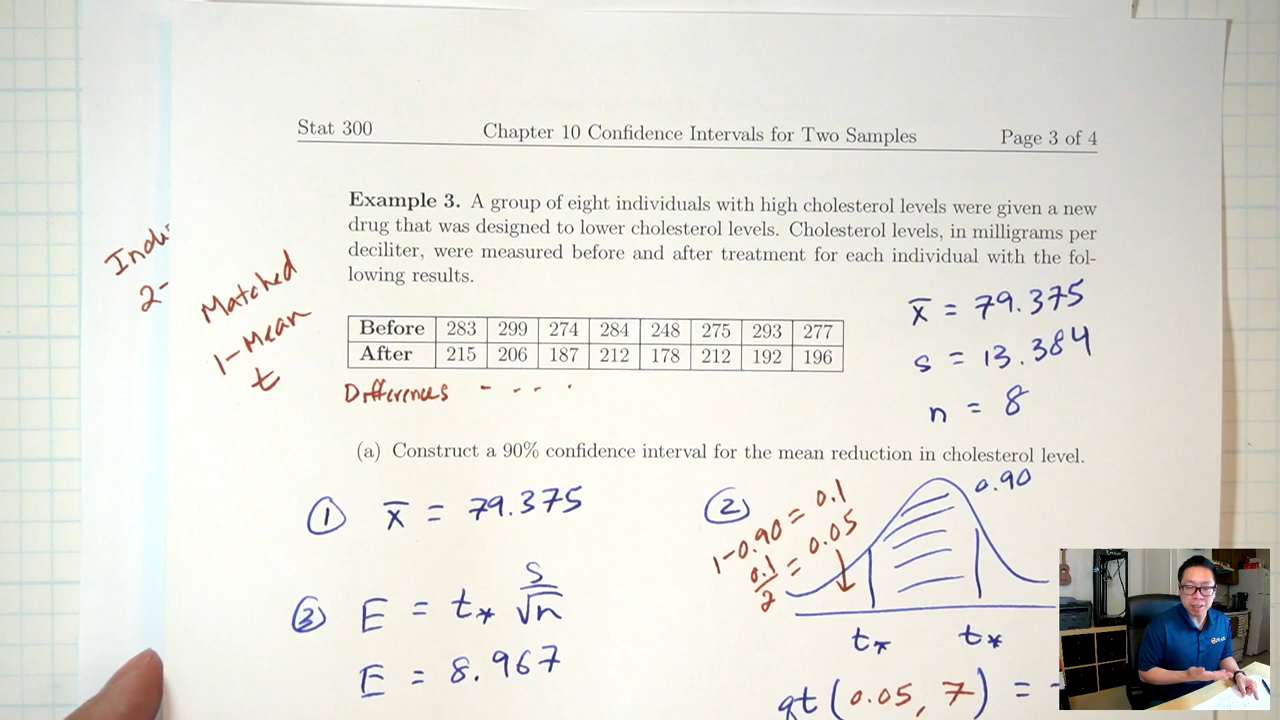 Stat 300 Chapter 10 Confidence Intervals for Two Samples Page 3 of 4
Example 3. A group of eight individuals with high cholesterol levels were given a new
drug that was designed to lower cholesterol levels. Cholesterol levels, in milligrams per
deciliter, were measured before and after treatment for each individual with the fol-
lowing results.
2-
Matched
1-Mean
t
Before 283 299 274 284 248 275 293 277
After 215 206 187 212 178 212 192 196
Differences - - - .
x̄ = 79.375
s = 13.384
n = 8
(a) Construct a 90% confidence interval for the mean reduction in cholesterol level.
① x̄ = 79.375
② 0.90
1-0.90 = 0.1
0.1/2 = 0.05
t* t*
qt(0.05, 7) = -
③ E = t* s/√n
E = 8.967